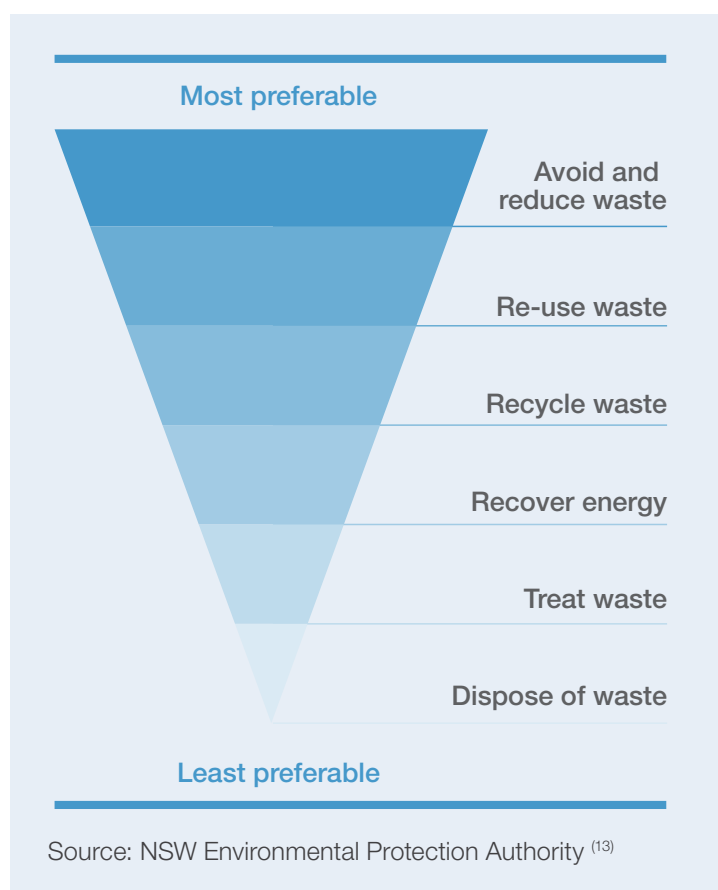 Most preferable
Avoid and
reduce waste
Re-use waste
Recycle waste
Recover energy
Treat waste
Dispose of waste
Least preferable
Source: NSW Environmental Protection Authority (13)